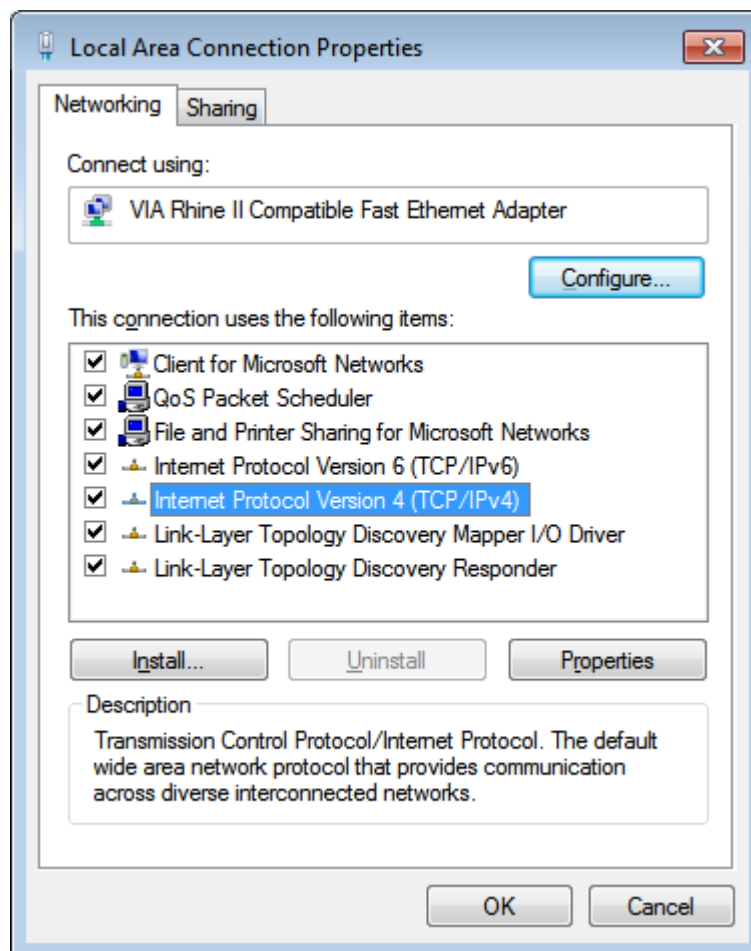 Local Area Connection Properties
Networking
Sharing
Connect using:
VIA Rhine II Compatible Fast Ethernet Adapter
Configure...
This connection uses the following items:
Client for Microsoft Networks
QoS Packet Scheduler
File and Printer Sharing for Microsoft Networks
Internet Protocol Version 6 (TCP/IPv6)
Internet Protocol Version 4 (TCP/IPv4)
Link-Layer Topology Discovery Mapper I/O Driver
Link-Layer Topology Discovery Responder
Install...
Uninstall
Properties
Description
Transmission Control Protocol/Internet Protocol. The default
wide area network protocol that provides communication
across diverse interconnected networks.
OK
Cancel